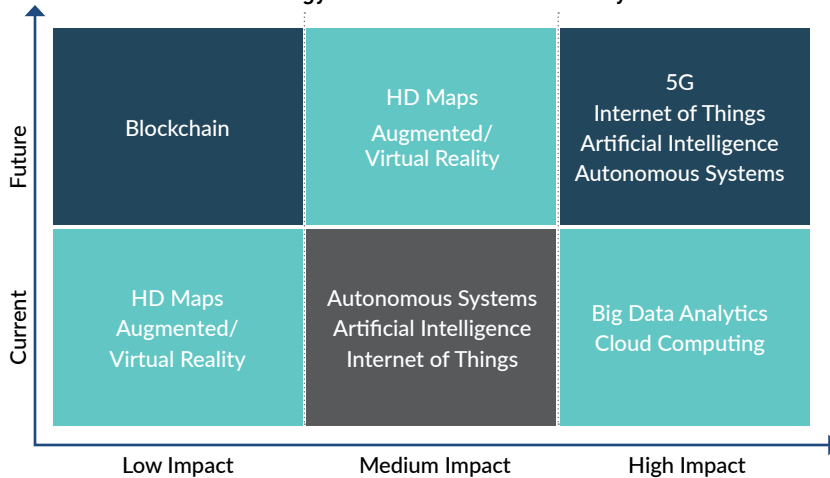 Future
Blockchain
HD Maps
Augmented/
Virtual Reality
5G
Internet of Things
Artificial Intelligence
Autonomous Systems
Current
HD Maps
Augmented/
Virtual Reality
Autonomous Systems
Artificial Intelligence
Internet of Things
Big Data Analytics
Cloud Computing
Low Impact
Medium Impact
High Impact